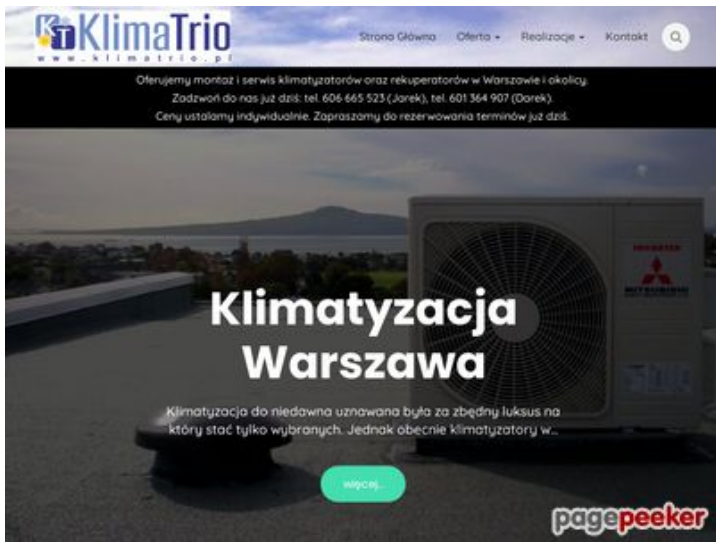 KT KlimaTrio
www.klimatrio.pl
Strona Główna Oferta Realizacje Kontakt
Oferujemy montaż i serwis klimatyzatorów oraz rekuperatorów w Warszawie i okolicy.
Zadzwoń do nas już dziś: tel. 606 665 523 (Jarek), tel. 601 364 907 (Darek).
Ceny ustalamy indywidualnie. Zapraszamy do rezerwowania terminów już dziś.
INVERTER
MITSUBISHI
Klimatyzacja
Warszawa
Klimatyzacja do niedawna uznawana była za zbędny luksus na
który stać tylko wybranych. Jednak obecnie klimatyzatory w...
więcej...
pagepeeker